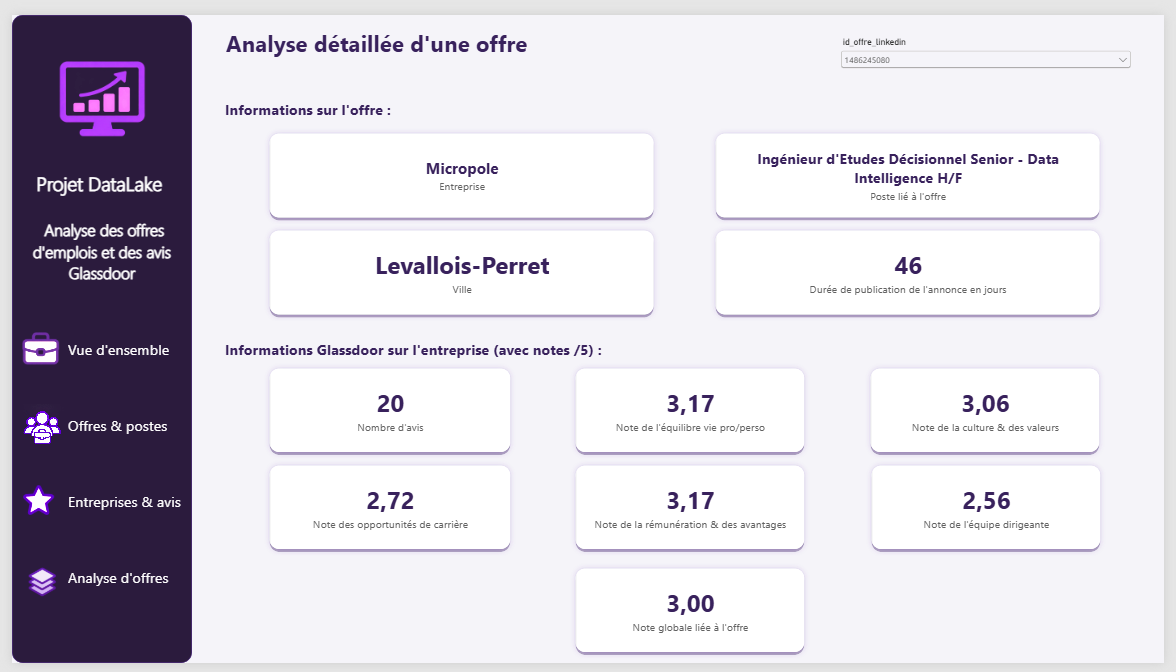 Projet DataLake
Analyse des offres
d'emplois et des avis
Glassdoor
Vue d'ensemble
Offres & postes
Entreprises & avis
Analyse d'offres
Analyse détaillée d'une offre
id_offre_linkedin
1486245080
Informations sur l'offre :
Micropole
Entreprise
Ingénieur d'Etudes Décisionnel Senior - Data
Intelligence H/F
Poste lié à l'offre
Levallois-Perret
Ville
46
Durée de publication de l'annonce en jours
Informations Glassdoor sur l'entreprise (avec notes /5) :
20
Nombre d'avis
3,17
Note de l'équilibre vie pro/perso
3,06
Note de la culture & des valeurs
2,72
Note des opportunités de carrière
3,17
Note de la rémunération & des avantages
2,56
Note de l'équipe dirigeante
3,00
Note globale liée à l'offre